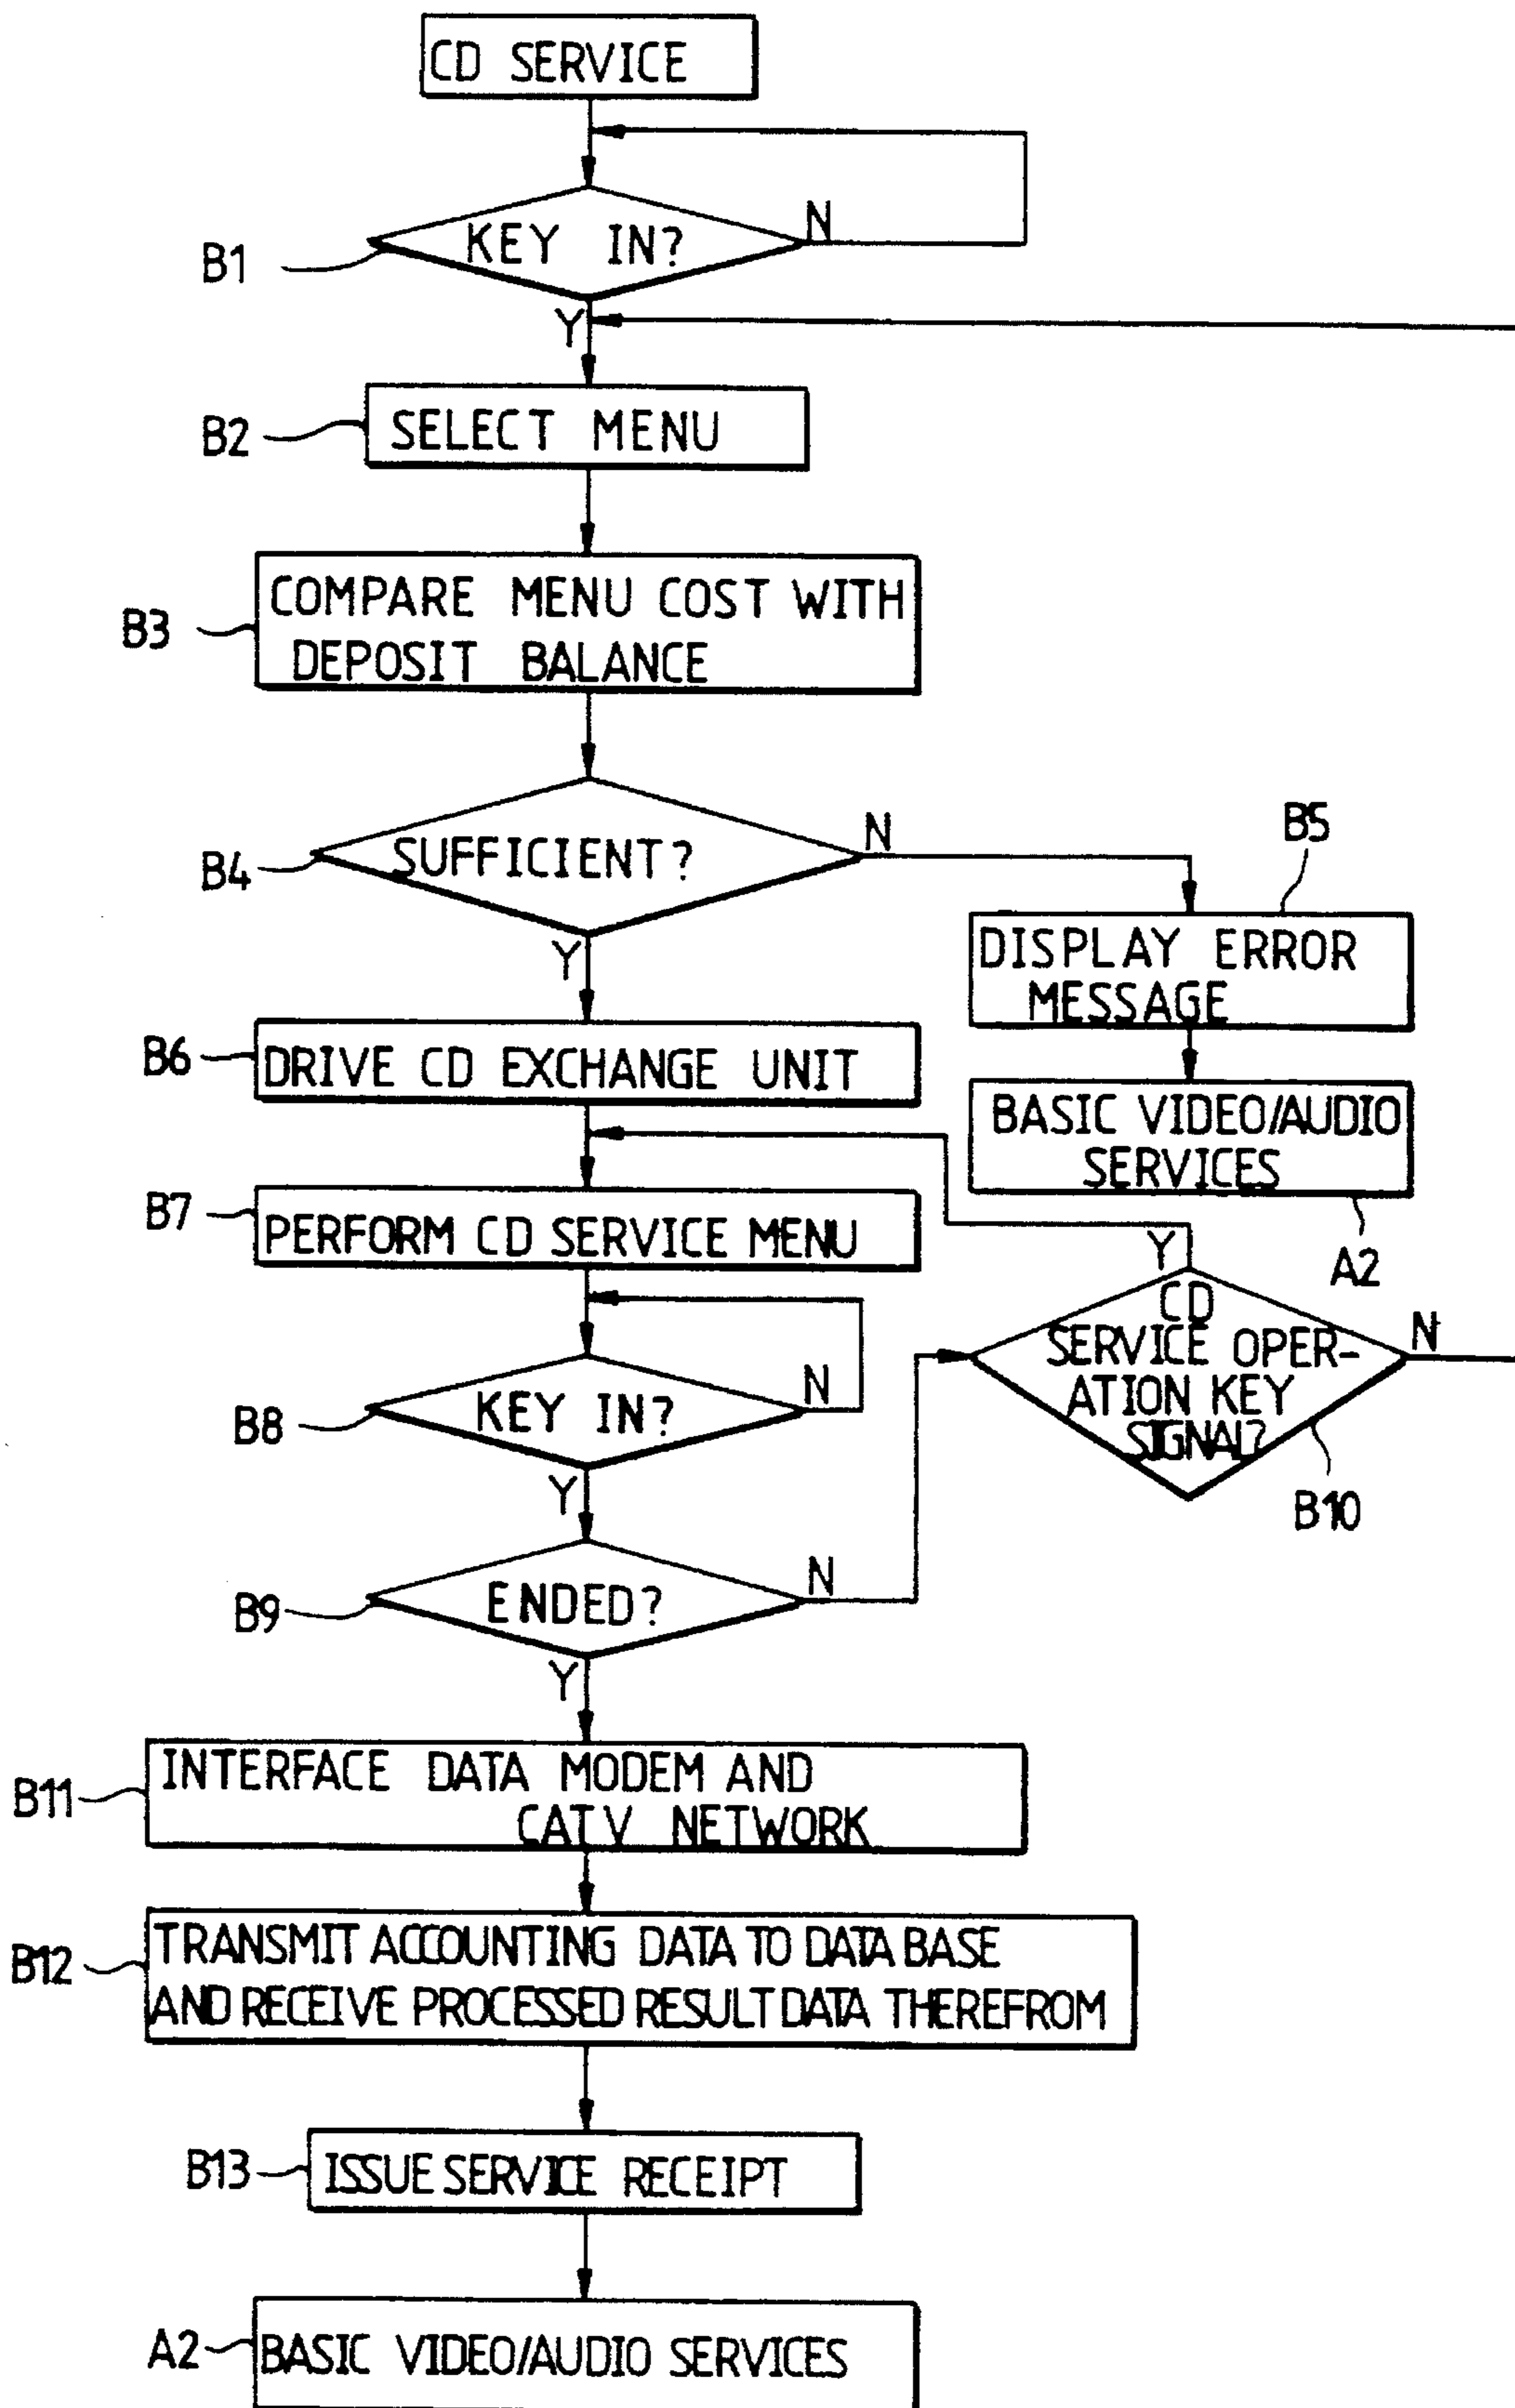 CD SERVICE
KEY IN?
N
B1
Y
B2
SELECT MENU
COMPARE MENU COST WITH
DEPOSIT BALANCE
B3
SUFFICIENT?
N
B4
Y
B5
DISPLAY ERROR
MESSAGE
B6
DRIVE CD EXCHANGE UNIT
BASIC VIDEO/AUDIO
SERVICES
A2
B7
PERFORM CD SERVICE MENU
Y
CD
SERVICE OPER-
ATION KEY
SIGNAL?
N
B10
KEY IN?
N
B8
Y
ENDED?
N
B9
Y
B11
INTERFACE DATA MODEM AND
CATV NETWORK
B12
TRANSMIT ACCOUNTING DATA TO DATA BASE
AND RECEIVE PROCESSED RESULT DATA THEREFROM
B13
ISSUE SERVICE RECEIPT
A2
BASIC VIDEO/AUDIO SERVICES